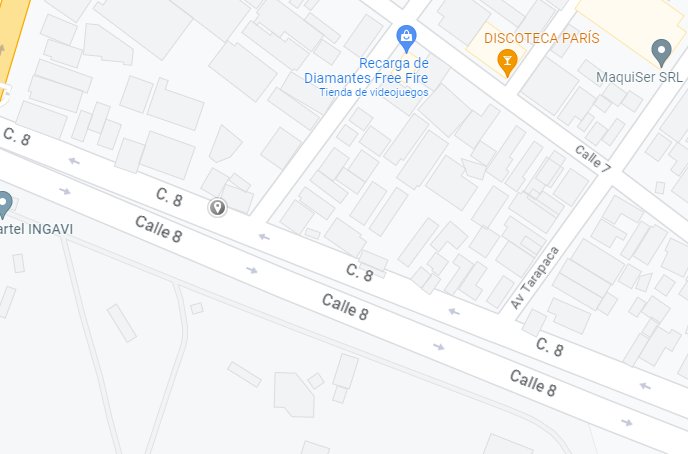 DISCOTECA PARÍS
Recarga de
Diamantes Free Fire
Tienda de videojuegos
MaquiSer SRL
C. 8
Calle 7
C. 8
artel INGAVI
Calle 8
Av Tarapaca
C. 8
Calle 8
C. 8
Calle 8